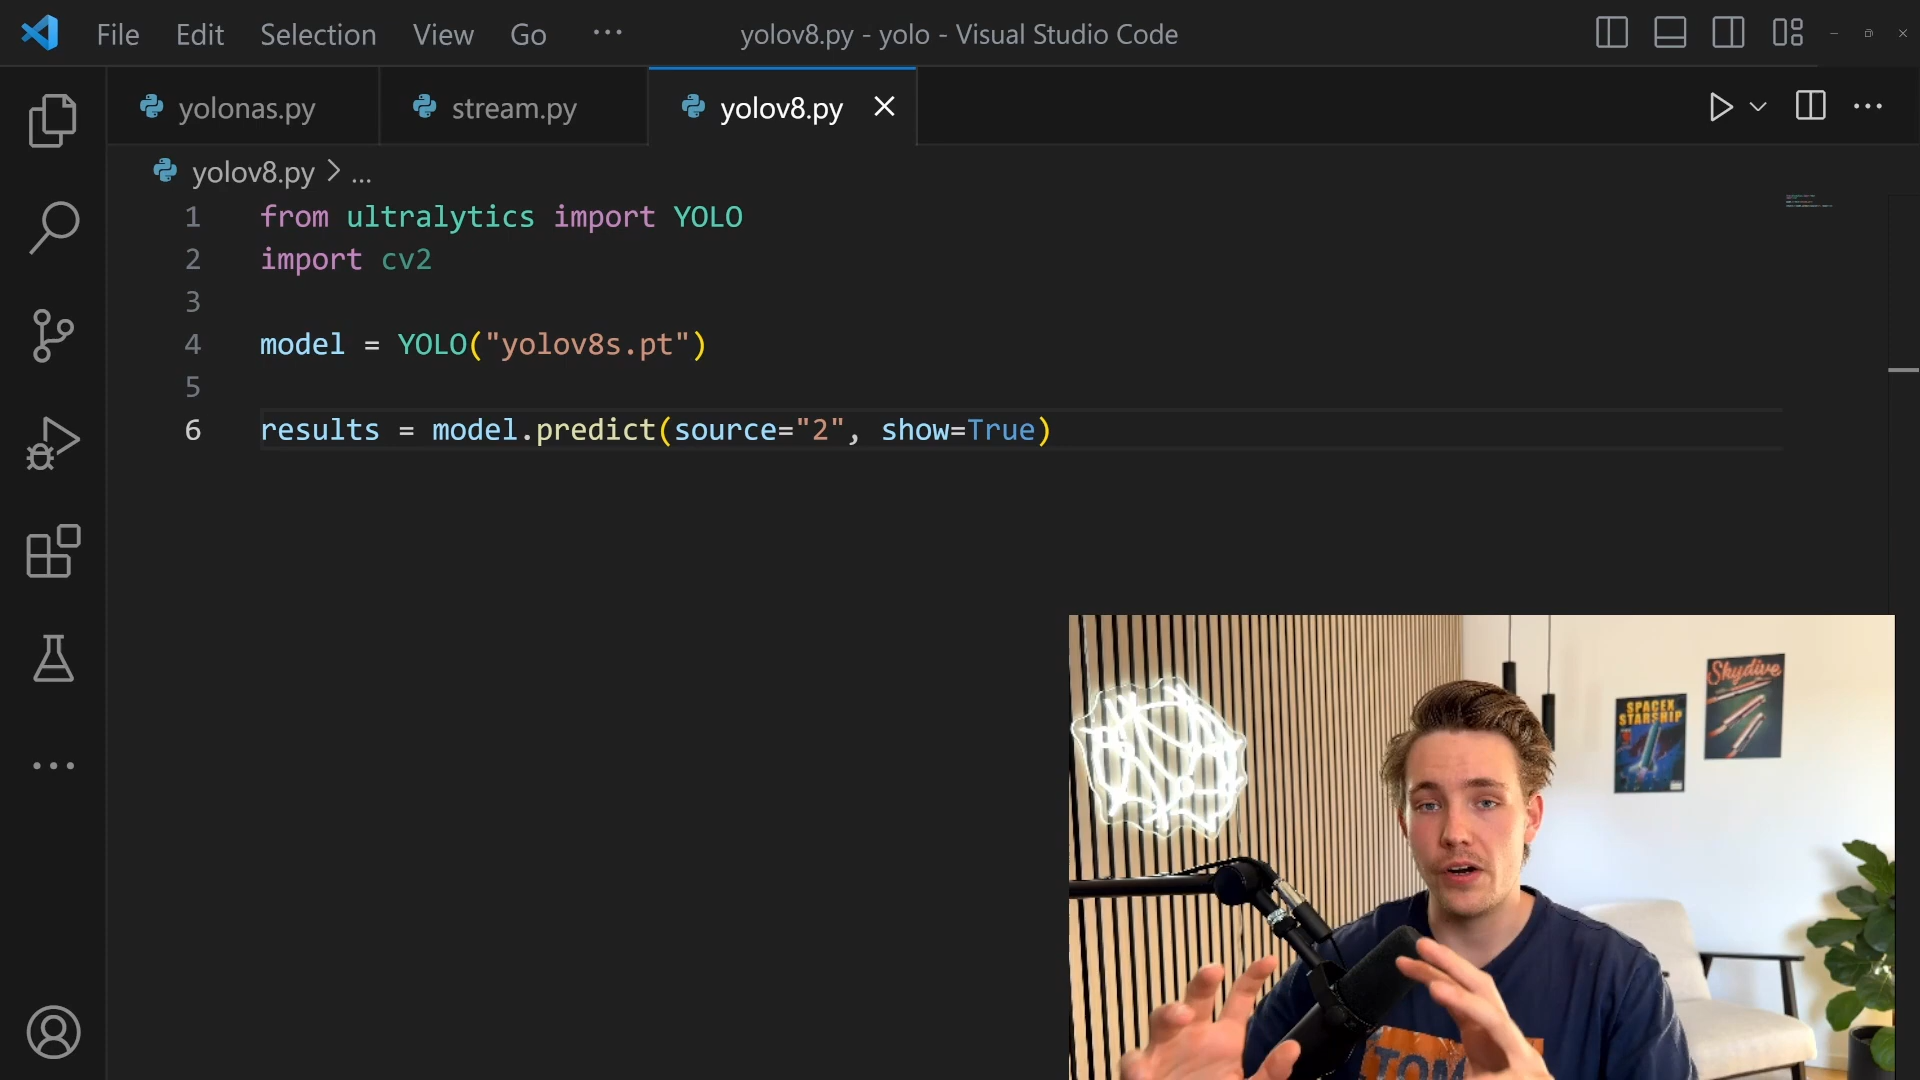 File Edit Selection View Go ... yolov8.py - yolo - Visual Studio Code
yolonas.py stream.py yolov8.py
yolov8.py > ...
1 from ultralytics import YOLO
2 import cv2
3
4 model = YOLO("yolov8s.pt")
5
6 results = model.predict(source="2", show=True)
Skydive
SPACEX
STARSHIP
TOM